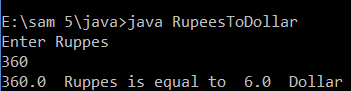 E:\sam 5\java>java RupeesToDollar
Enter Ruppes
360
360.0  Ruppes is equal to  6.0  Dollar